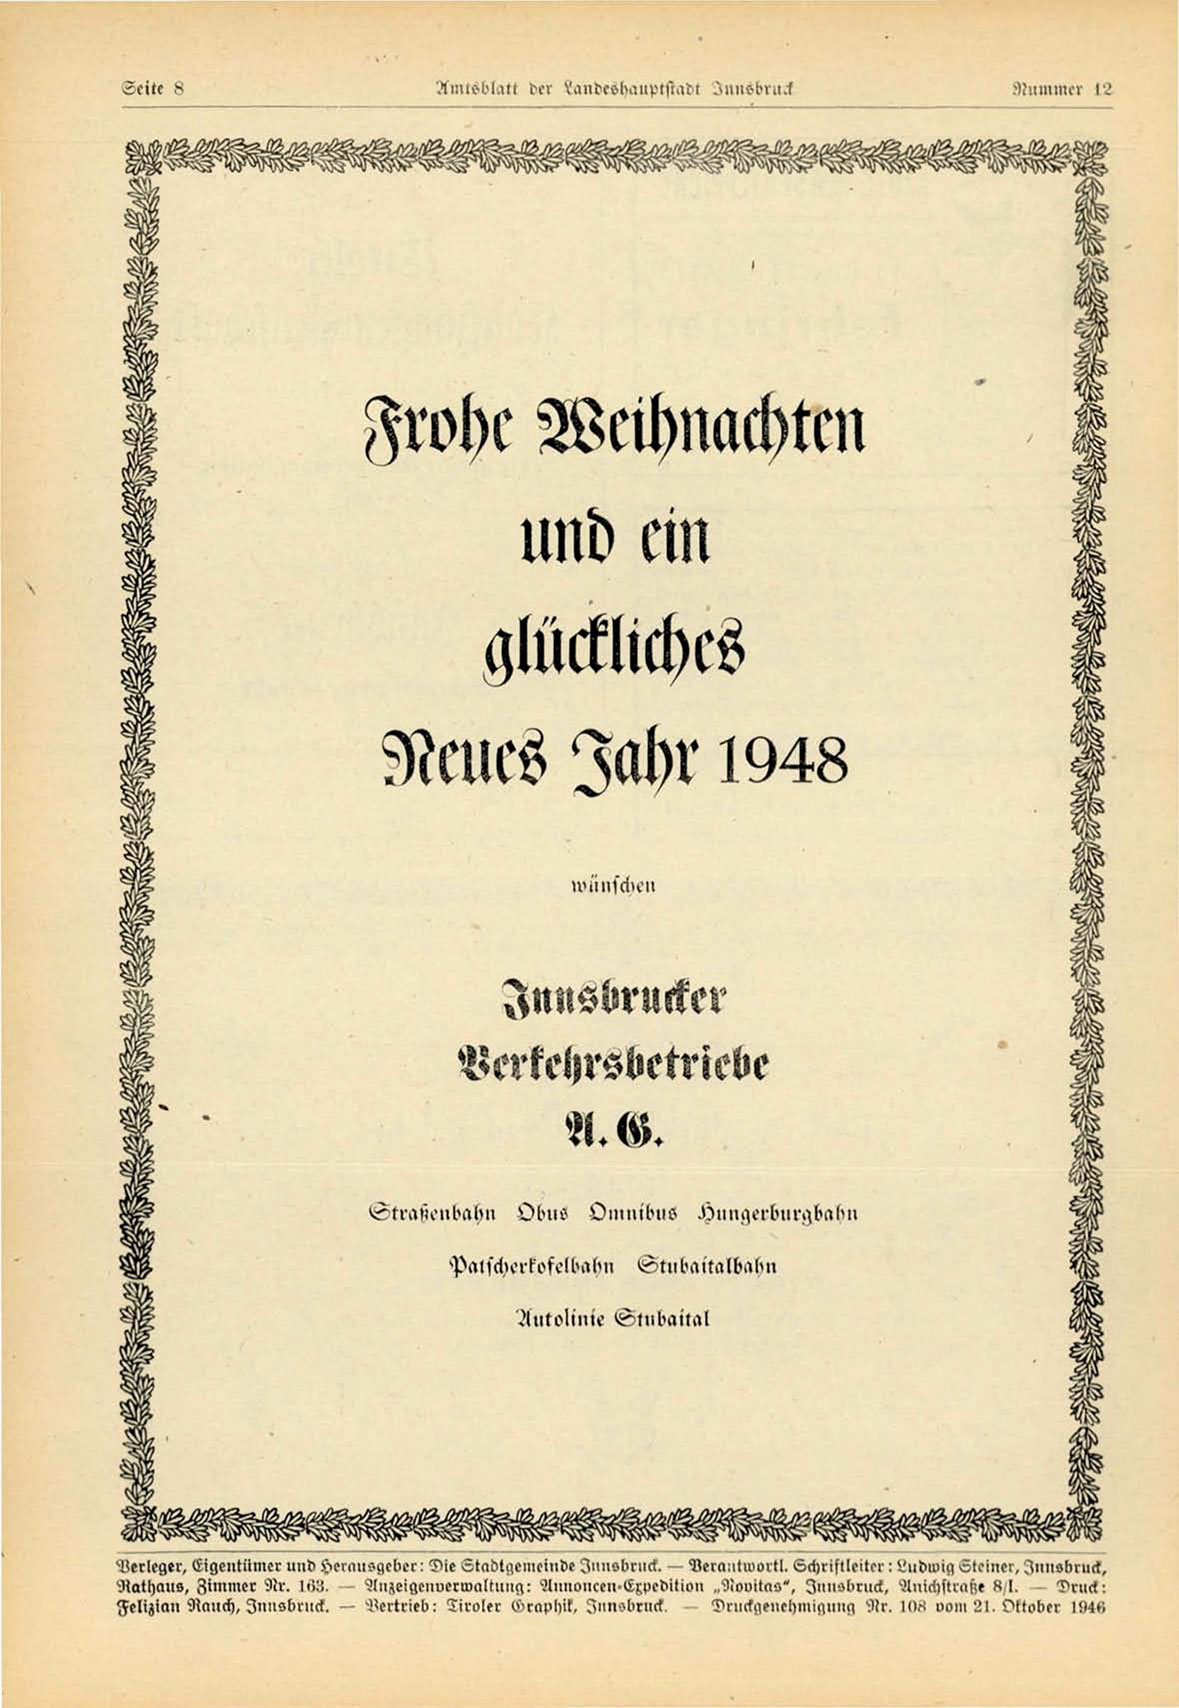 Seite 8 Amtsblatt der Landeshauptstadt Innsbruck Nummer 12
Frohe Weihnachten
und ein
glückliches
Neues Jahr 1948
wünschen
Innsbrucker
Verkehrsbetriebe
A. G.
Straßenbahn Obus Omnibus Hungerburgbahn
Patscherkofelbahn Stubaitalbahn
Autolinie Stubaital
Verleger, Eigentümer und Herausgeber: Die Stadtgemeinde Innsbruck. — Verantwortl. Schriftleiter: Ludwig Steiner, Innsbruck,
Rathaus, Zimmer Nr. 163. — Anzeigenverwaltung: Annoncen-Expedition „Novitas“, Innsbruck, Anichstraße 8/I. — Druck:
Felizian Rauch, Innsbruck. — Vertrieb: Tiroler Graphik, Innsbruck. — Druckgenehmigung Nr. 108 vom 21. Oktober 1946